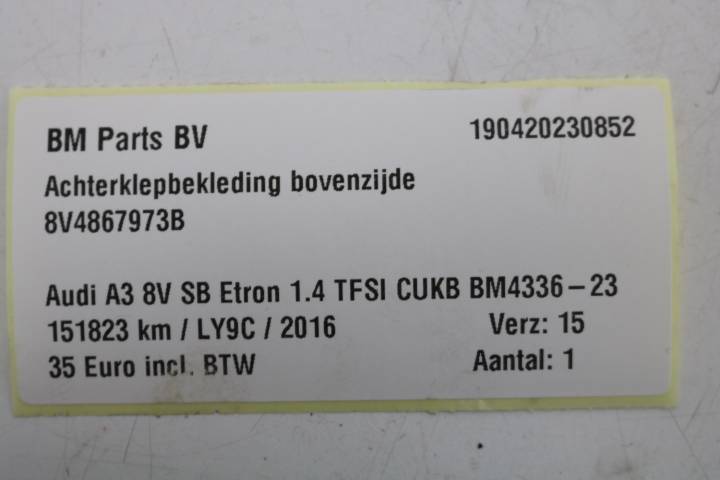 BM Parts BV 190420230852
Achterklepbekleding bovenzijde
8V4867973B
Audi A3 8V SB Etron 1.4 TFSI CUKB BM4336-23
151823 km / LY9C / 2016 Verz: 15
35 Euro incl. BTW Aantal: 1